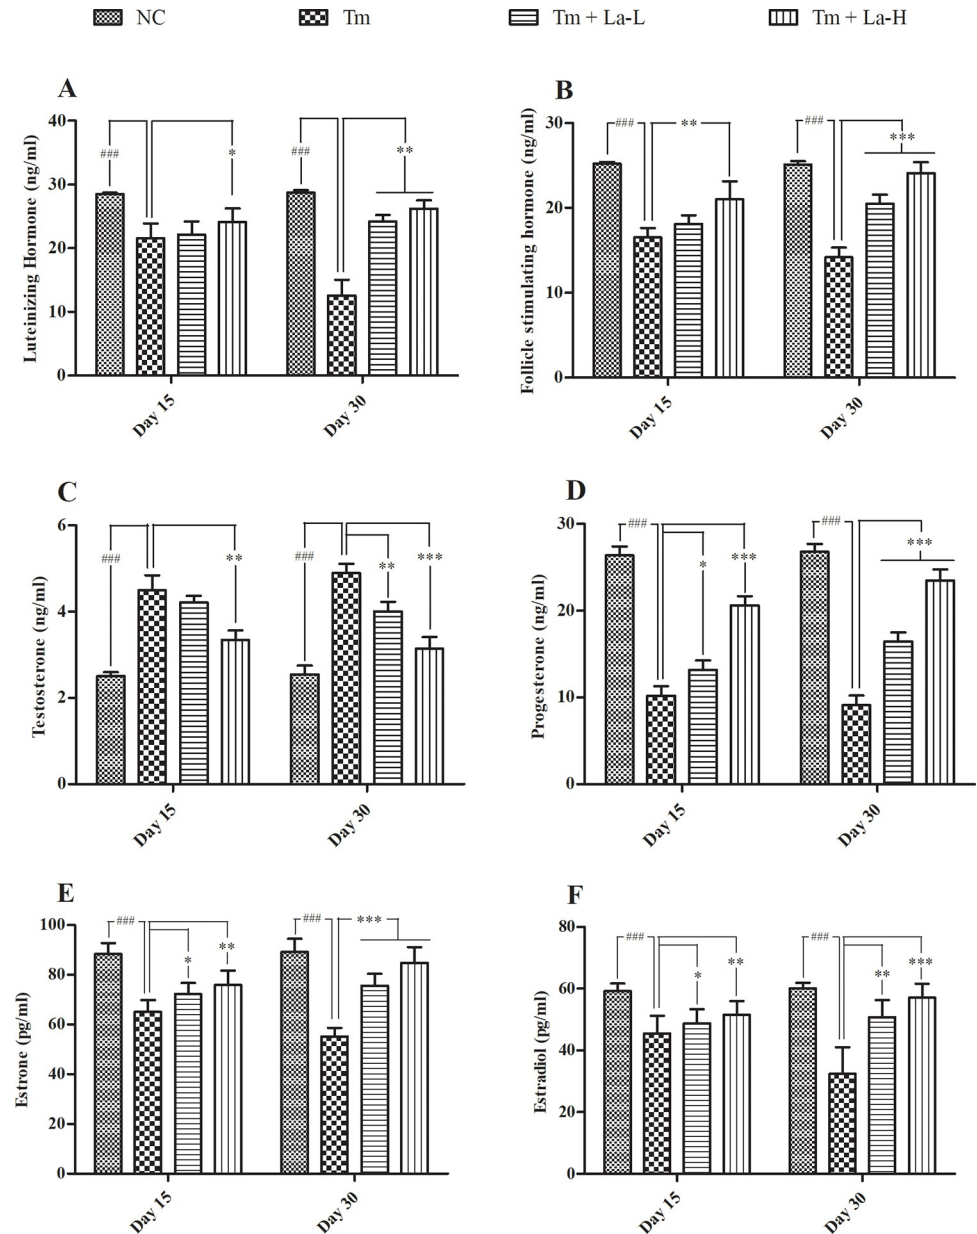 NC Tm Tm + La-L Tm + La-H
A
Luteinizing Hormone (ng/ml)
40
30
20
10
0
###
*
###
**
Day 15
Day 30
B
Follicle stimulating hormone (ng/ml)
30
20
10
0
###
**
###
***
Day 15
Day 30
C
Testosterone (ng/ml)
6
4
2
0
###
**
###
**
***
Day 15
Day 30
D
Progesterone (ng/ml)
30
20
10
0
###
*
***
###
***
Day 15
Day 30
E
Estrone (pg/ml)
100
80
60
40
20
0
###
*
**
###
***
Day 15
Day 30
F
Estradiol (pg/ml)
80
60
40
20
0
###
*
**
###
**
***
Day 15
Day 30